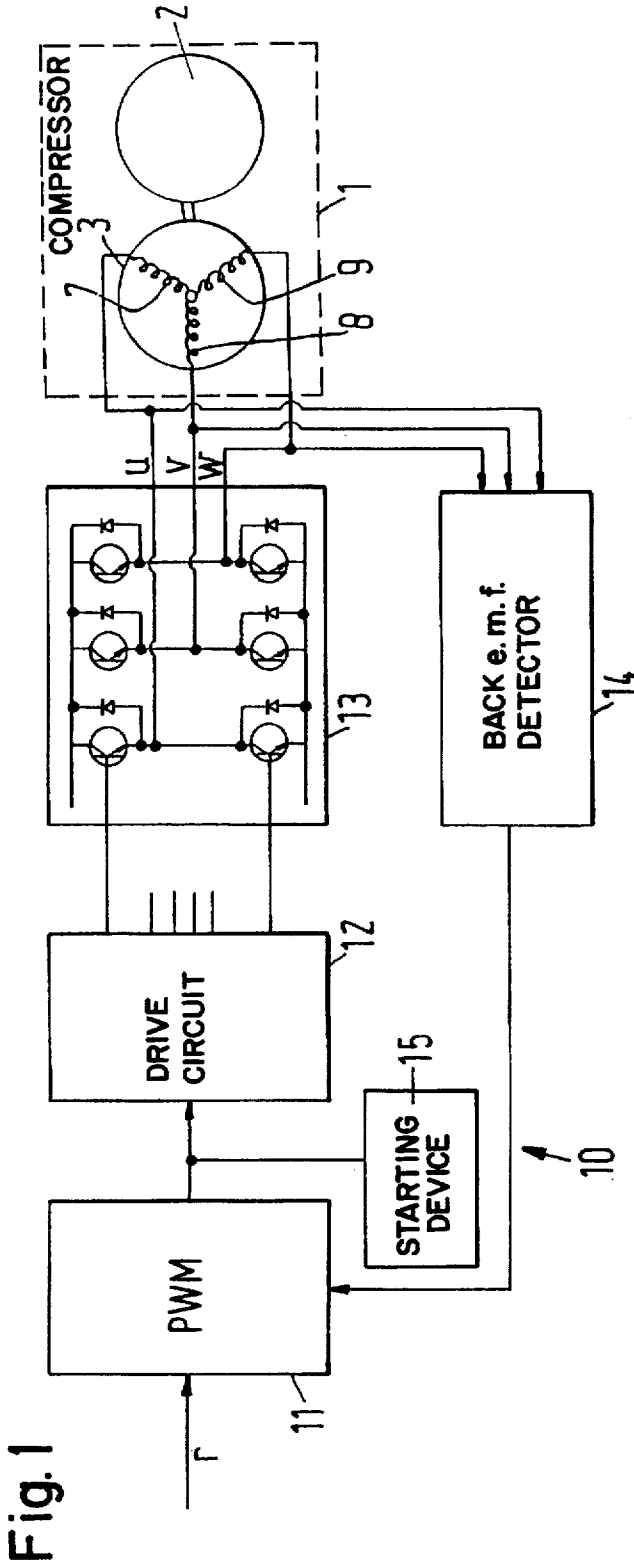 Fig.1
r
PWM
11
STARTING
DEVICE
15
10
DRIVE
CIRCUIT
12
13
u
v
w
BACK e.m.f.
DETECTOR
14
COMPRESSOR
1
2
3
7
8
9